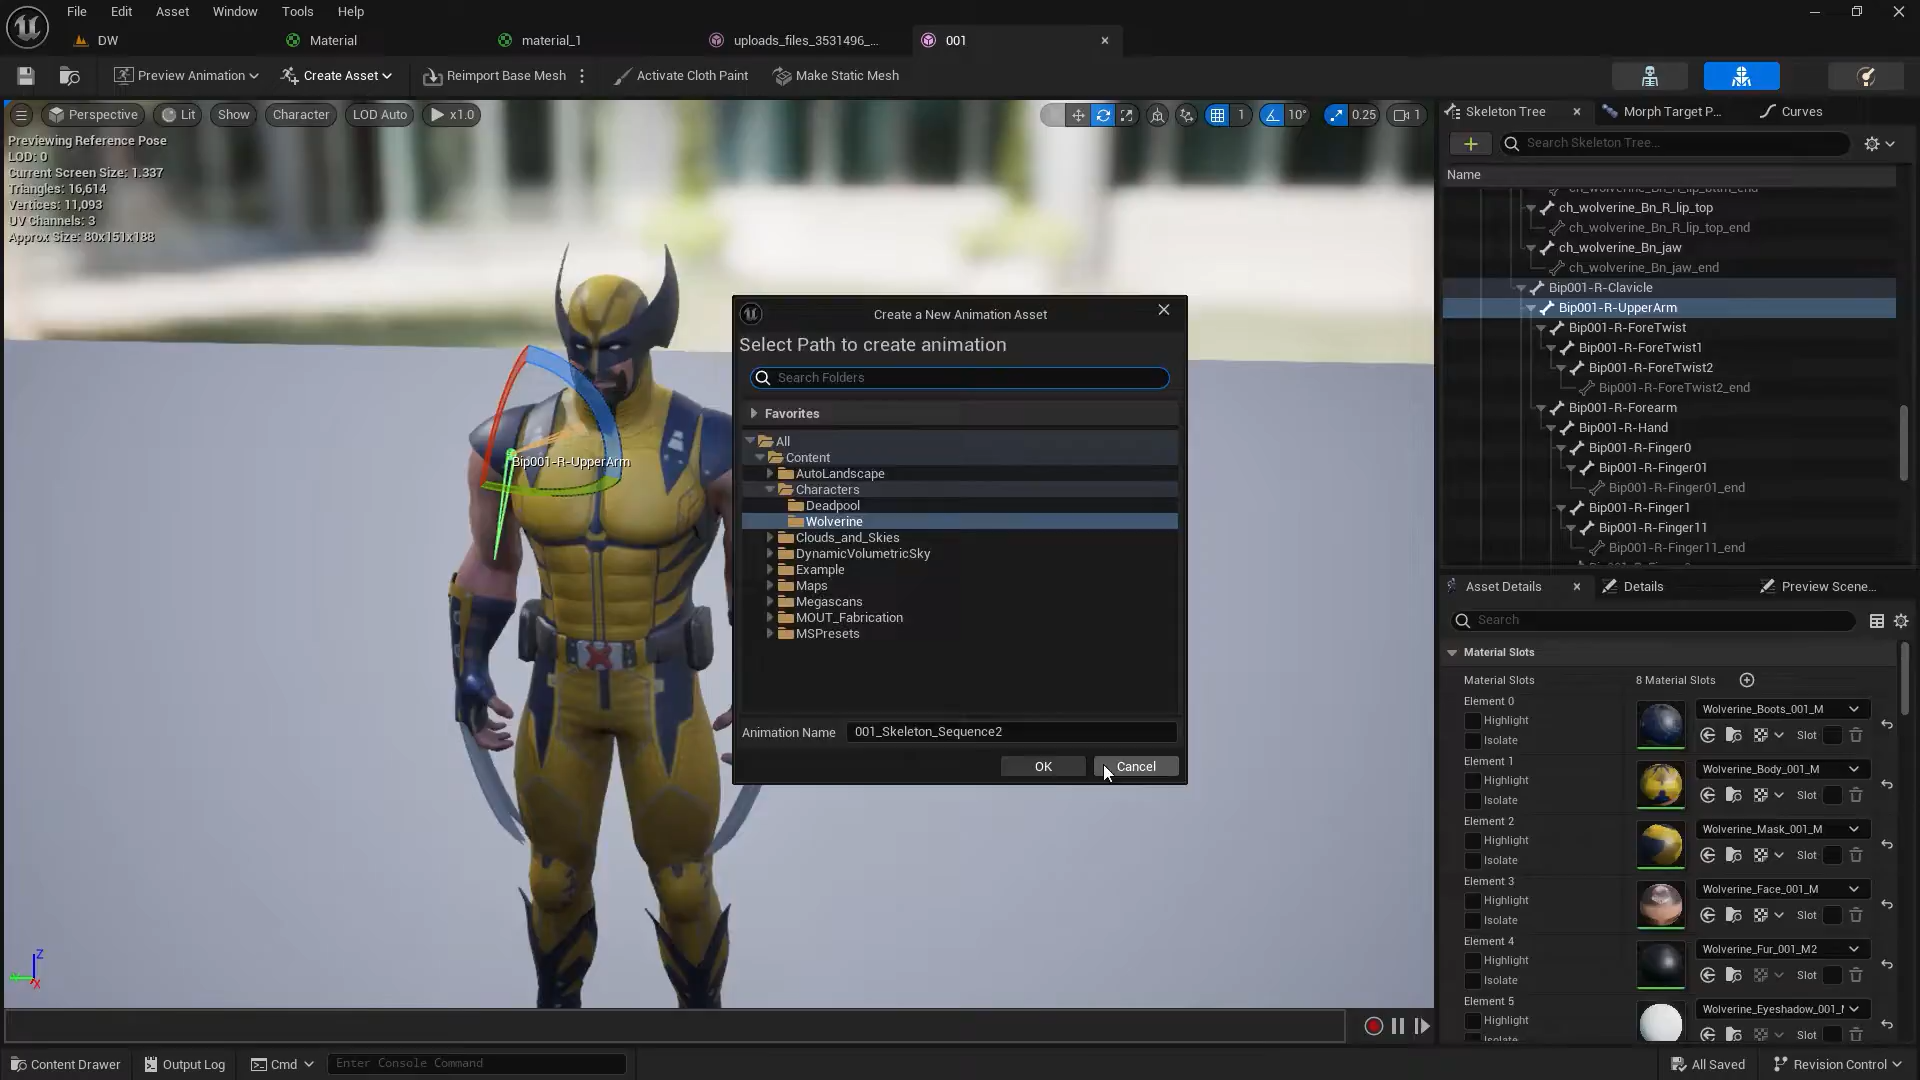 File Edit Asset Window Tools Help
DW Material material_1 uploads_files_3531496_... 001
Preview Animation Create Asset Reimport Base Mesh Activate Cloth Paint Make Static Mesh
Perspective Lit Show Character LOD Auto x1.0 1 10° 0.25 1
Previewing Reference Pose
LOD: 0
Current Screen Size: 1.337
Triangles: 16,614
Vertices: 11,093
UV Channels: 3
Approx Size: 80x151x188
Bip001-R-UpperArm
Create a New Animation Asset
Select Path to create animation
Search Folders
Favorites
All
Content
AutoLandscape
Characters
Deadpool
Wolverine
Clouds_and_Skies
DynamicVolumetricSky
Example
Maps
Megascans
MOUT_Fabrication
MSPresets
Animation Name 001_Skeleton_Sequence2
OK Cancel
Skeleton Tree Morph Target P... Curves
Search Skeleton Tree...
Name
ch_wolverine_Bn_R_lip_bttm_end
ch_wolverine_Bn_R_lip_top
ch_wolverine_Bn_R_lip_top_end
ch_wolverine_Bn_jaw
ch_wolverine_Bn_jaw_end
Bip001-R-Clavicle
Bip001-R-UpperArm
Bip001-R-ForeTwist
Bip001-R-ForeTwist1
Bip001-R-ForeTwist2
Bip001-R-ForeTwist2_end
Bip001-R-Forearm
Bip001-R-Hand
Bip001-R-Finger0
Bip001-R-Finger01
Bip001-R-Finger01_end
Bip001-R-Finger1
Bip001-R-Finger11
Bip001-R-Finger11_end
Asset Details Details Preview Scene...
Search
Material Slots
Material Slots 8 Material Slots
Element 0 Wolverine_Boots_001_M
Highlight
Isolate Slot
Element 1 Wolverine_Body_001_M
Highlight
Isolate Slot
Element 2 Wolverine_Mask_001_M
Highlight
Isolate Slot
Element 3 Wolverine_Face_001_M
Highlight
Isolate Slot
Element 4 Wolverine_Fur_001_M2
Highlight
Isolate Slot
Element 5 Wolverine_Eyeshadow_001_
Highlight
Isolate Slot
Content Drawer Output Log Cmd Enter Console Command All Saved Revision Control